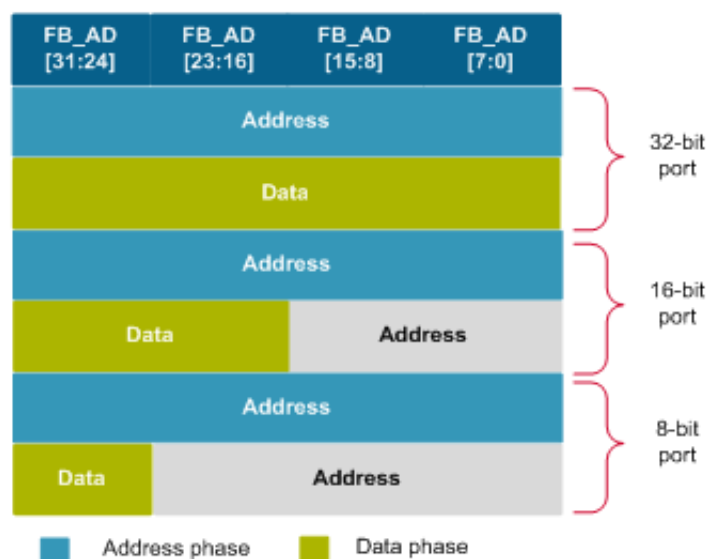 FB_AD FB_AD FB_AD FB_AD
[31:24] [23:16] [15:8] [7:0]
Address
Data
32-bit
port
Address
Data Address
16-bit
port
Address
Data Address
8-bit
port
Address phase Data phase